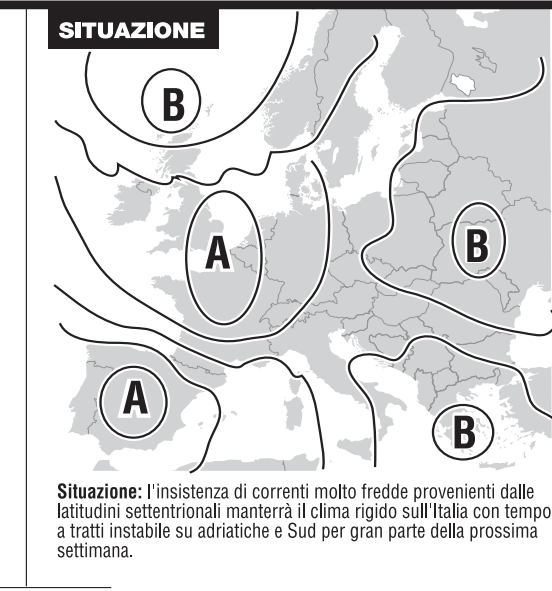 SITUAZIONE
B
A
B
A
B
Situazione: l'insistenza di correnti molto fredde provenienti dalle
latitudini settentrionali manterrà il clima rigido sull'Italia con tempo
a tratti instabile su adriatiche e Sud per gran parte della prossima
settimana.